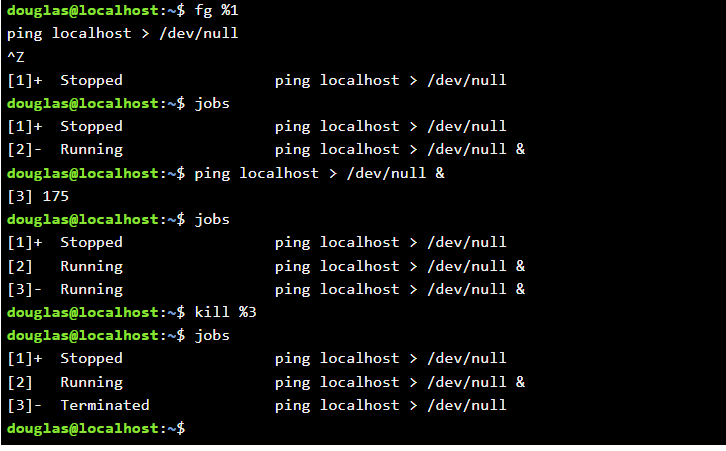 douglas@localhost:~$ fg %1
ping localhost > /dev/null
^Z
[1]+  Stopped                 ping localhost > /dev/null
douglas@localhost:~$ jobs
[1]+  Stopped                 ping localhost > /dev/null
[2]-  Running                 ping localhost > /dev/null &
douglas@localhost:~$ ping localhost > /dev/null &
[3] 175
douglas@localhost:~$ jobs
[1]+  Stopped                 ping localhost > /dev/null
[2]   Running                 ping localhost > /dev/null &
[3]-  Running                 ping localhost > /dev/null &
douglas@localhost:~$ kill %3
douglas@localhost:~$ jobs
[1]+  Stopped                 ping localhost > /dev/null
[2]   Running                 ping localhost > /dev/null &
[3]-  Terminated              ping localhost > /dev/null
douglas@localhost:~$